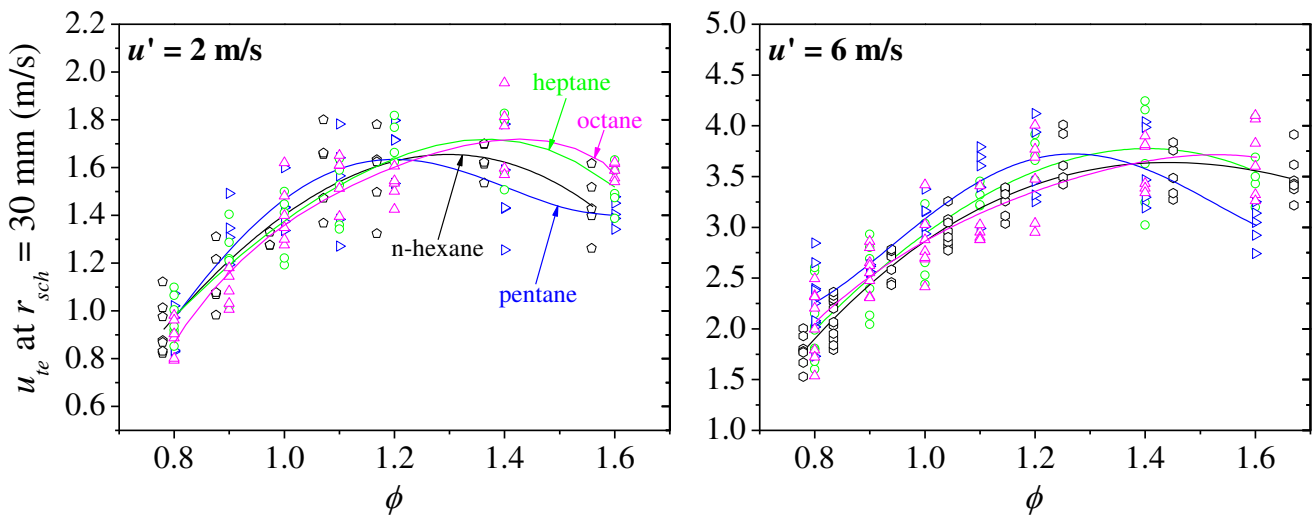 u_te at r_sch = 30 mm (m/s)
2.2
2.0
1.8
1.6
1.4
1.2
1.0
0.8
0.6
u' = 2 m/s
heptane
octane
n-hexane
pentane
0.8 1.0 1.2 1.4 1.6
ϕ
5.0
4.5
4.0
3.5
3.0
2.5
2.0
1.5
1.0
u' = 6 m/s
0.8 1.0 1.2 1.4 1.6
ϕ